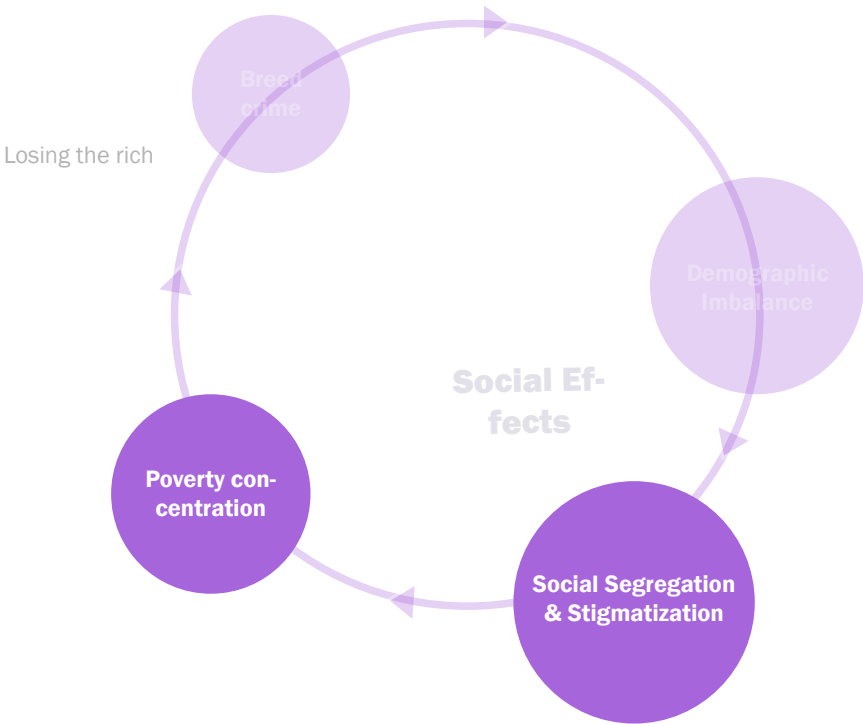 Breed
crime
Losing the rich
Demographic
Imbalance
Social Ef-
fects
Poverty con-
centration
Social Segregation
& Stigmatization